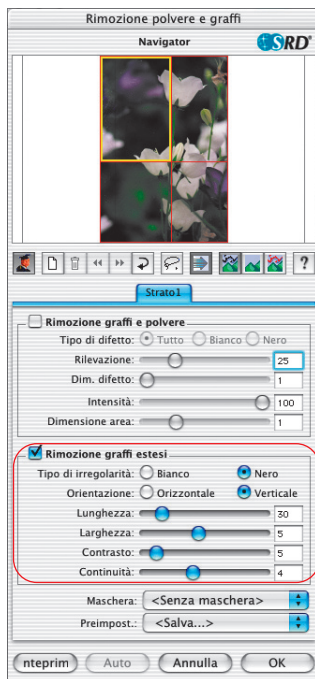 Rimozione polvere e graffi
Navigator
SRD
?
Strato1
Rimozione graffi e polvere
Tipo di difetto: Tutto Bianco Nero
Rilevazione: 25
Dim. difetto: 1
Intensità: 100
Dimensione area: 1
Rimozione graffi estesi
Tipo di irregolarità: Bianco Nero
Orientazione: Orizzontale Verticale
Lunghezza: 30
Larghezza: 5
Contrasto: 5
Continuità: 4
Maschera: <Senza maschera>
Preimpost.: <Salva...>
nteprim Auto Annulla OK